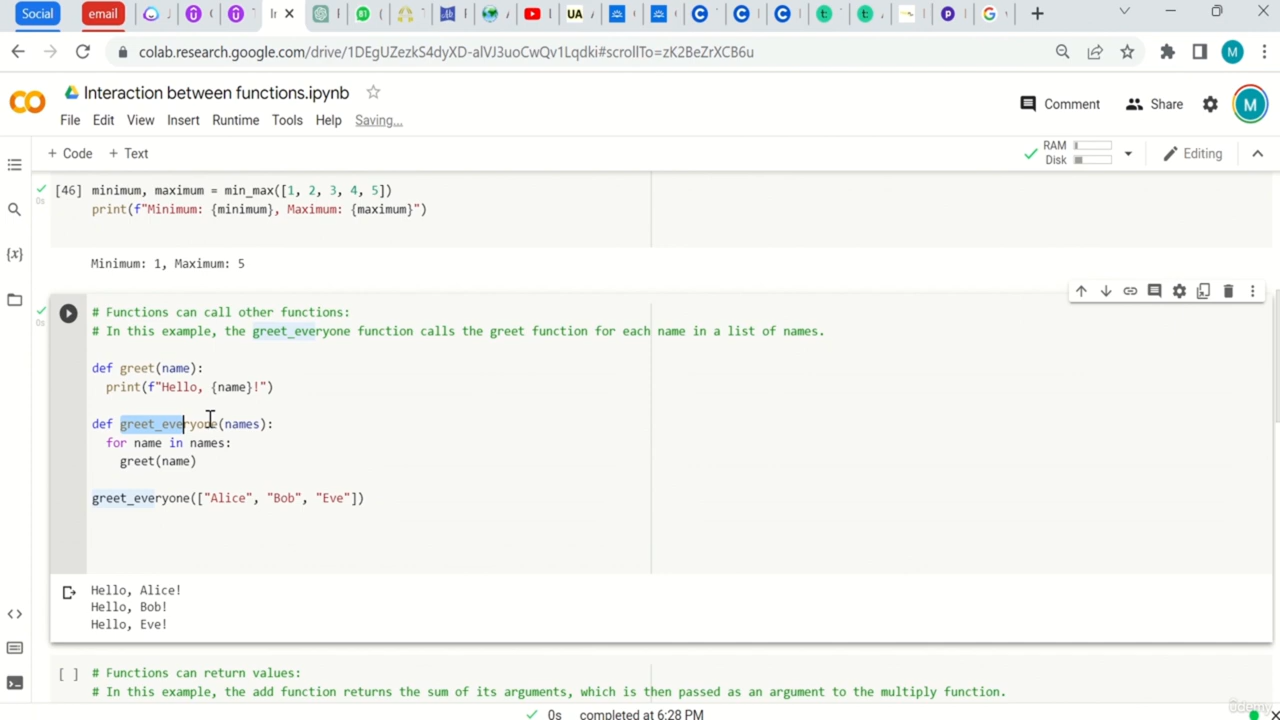 Social
email
colab.research.google.com/drive/1DEgUZezkS4dyXD-alVJ3uoCwQv1Lqdki#scrollTo=zK2BeZrXCB6u
M
Interaction between functions.ipynb
Comment
Share
M
File Edit View Insert Runtime Tools Help Saving...
+ Code + Text
RAM
Disk
Editing
[46] minimum, maximum = min_max([1, 2, 3, 4, 5])
0s
print(f"Minimum: {minimum}, Maximum: {maximum}")
Minimum: 1, Maximum: 5
# Functions can call other functions:
0s
# In this example, the greet_everyone function calls the greet function for each name in a list of names.
def greet(name):
print(f"Hello, {name}!")
def greet_everyone(names):
for name in names:
greet(name)
greet_everyone(["Alice", "Bob", "Eve"])
Hello, Alice!
Hello, Bob!
Hello, Eve!
[ ] # Functions can return values:
# In this example, the add function returns the sum of its arguments, which is then passed as an argument to the multiply function.
0s completed at 6:28 PM
udemy